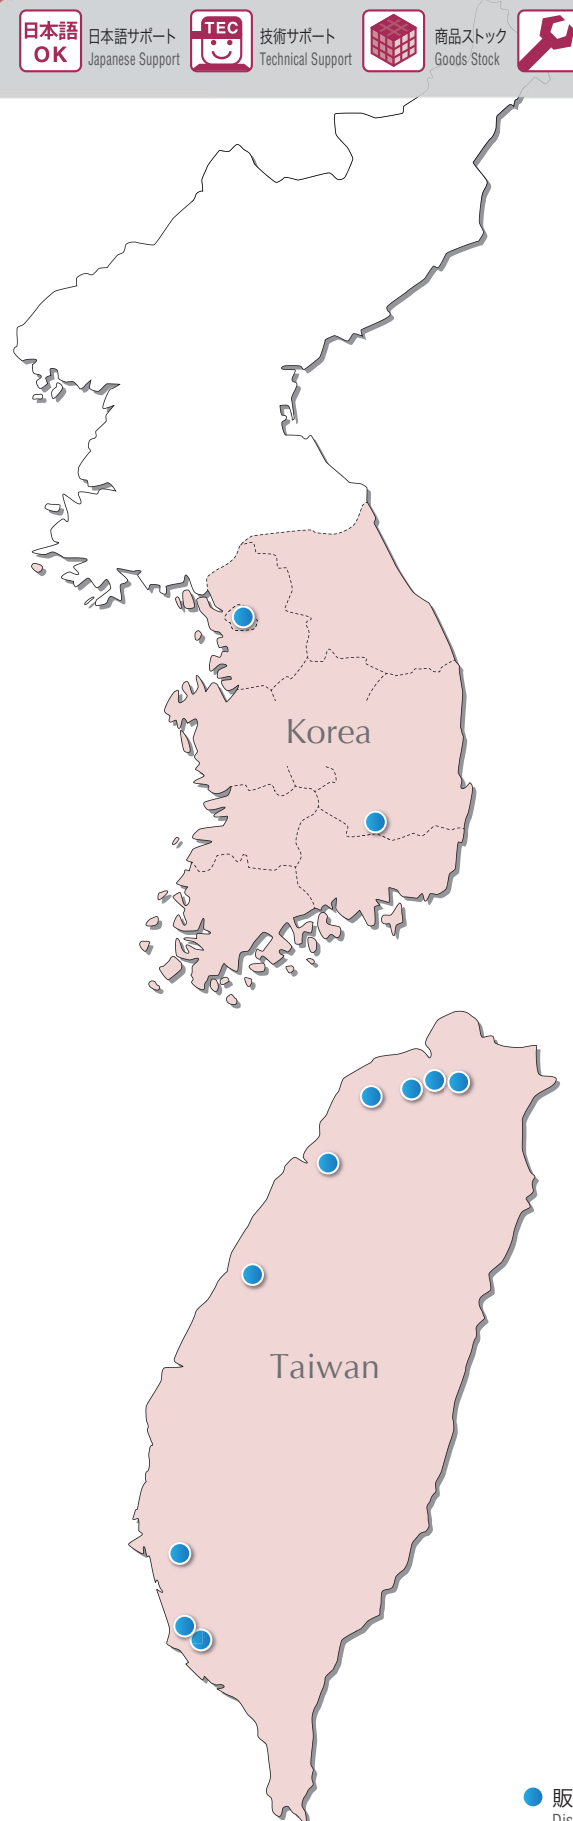 日本語 OK
日本語サポート
Japanese Support
TEC
技術サポート
Technical Support
商品ストック
Goods Stock
Korea
Taiwan
販
Dis